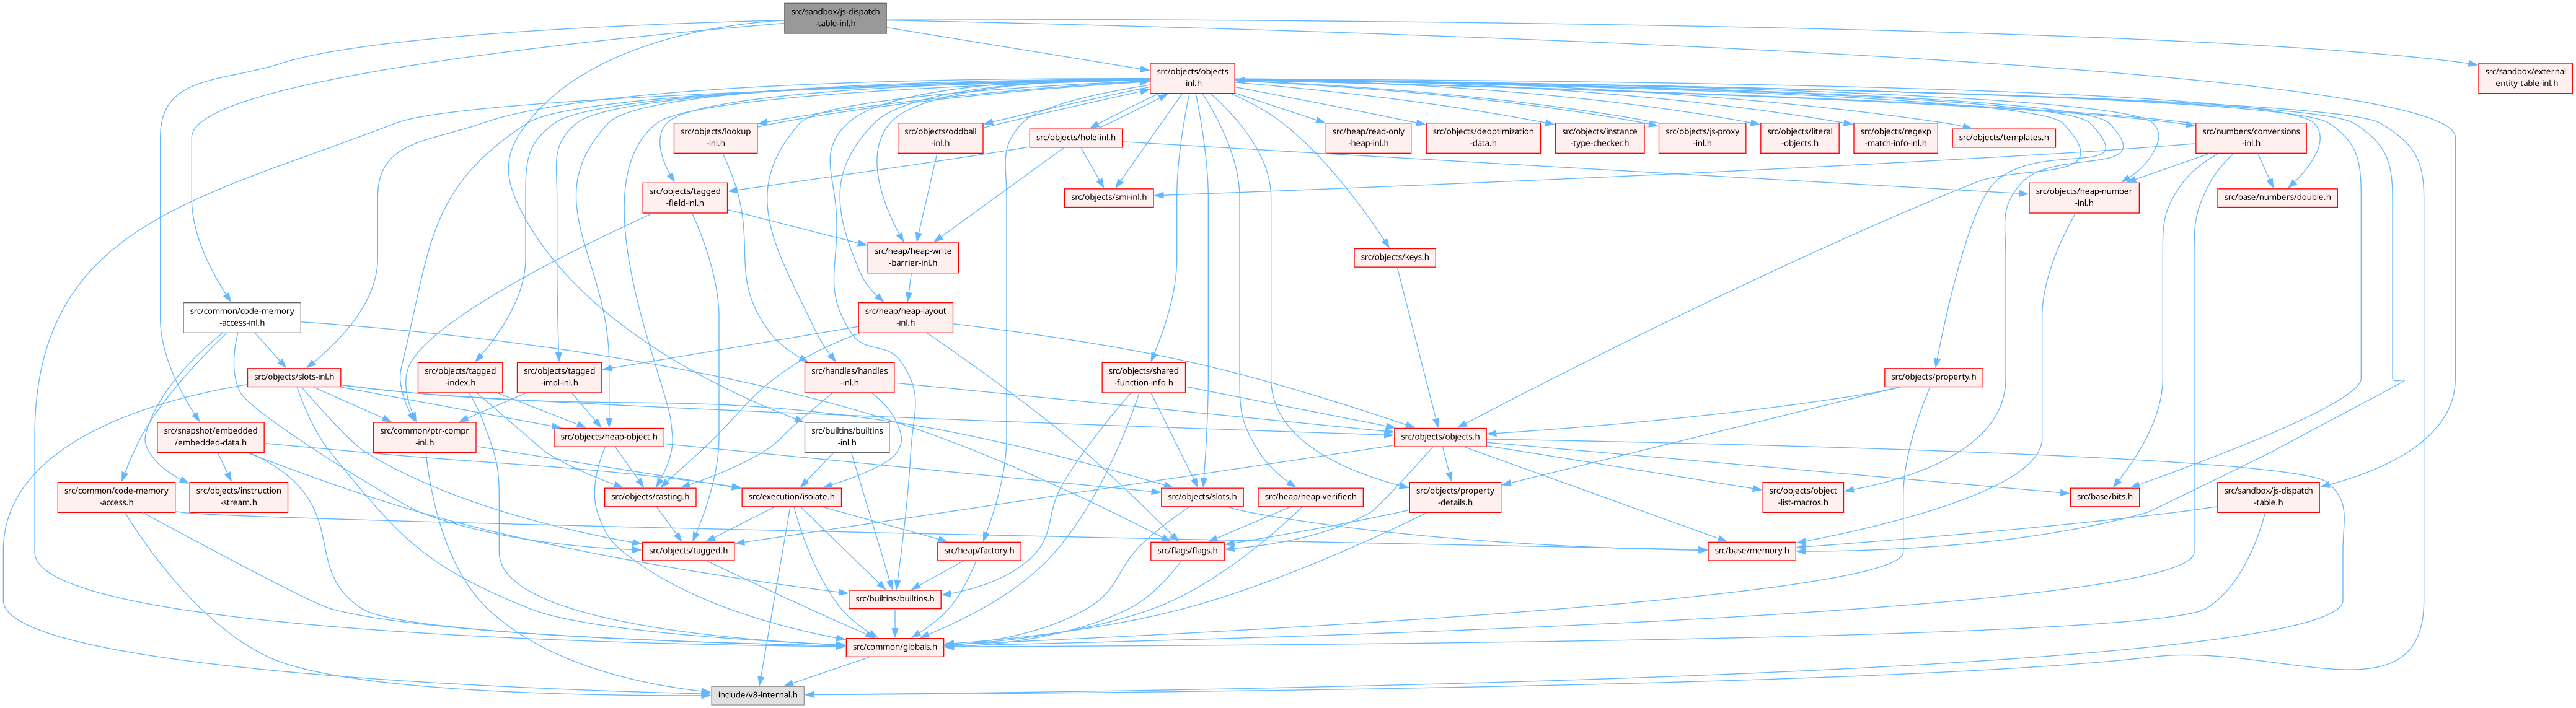 src/sandbox/js-dispatch
-table-inl.h
src/objects/objects
-inl.h
src/sandbox/external
-entity-table-inl.h
src/objects/lookup
-inl.h
src/objects/oddball
-inl.h
src/objects/hole-inl.h
src/heap/read-only
-heap-inl.h
src/objects/deoptimization
-data.h
src/objects/instance
-type-checker.h
src/objects/js-proxy
-inl.h
src/objects/literal
-objects.h
src/objects/regexp
-match-info-inl.h
src/objects/templates.h
src/numbers/conversions
-inl.h
src/objects/tagged
-field-inl.h
src/objects/smi-inl.h
src/objects/heap-number
-inl.h
src/base/numbers/double.h
src/heap/heap-write
-barrier-inl.h
src/objects/keys.h
src/common/code-memory
-access-inl.h
src/heap/heap-layout
-inl.h
src/objects/slots-inl.h
src/objects/tagged
-index.h
src/objects/tagged
-impl-inl.h
src/handles/handles
-inl.h
src/objects/shared
-function-info.h
src/objects/property.h
src/snapshot/embedded
/embedded-data.h
src/common/ptr-compr
-inl.h
src/objects/heap-object.h
src/builtins/builtins
-inl.h
src/objects/objects.h
src/common/code-memory
-access.h
src/objects/instruction
-stream.h
src/objects/casting.h
src/execution/isolate.h
src/objects/slots.h
src/heap/heap-verifier.h
src/objects/property
-details.h
src/objects/object
-list-macros.h
src/base/bits.h
src/sandbox/js-dispatch
-table.h
src/objects/tagged.h
src/heap/factory.h
src/flags/flags.h
src/base/memory.h
src/builtins/builtins.h
src/common/globals.h
include/v8-internal.h